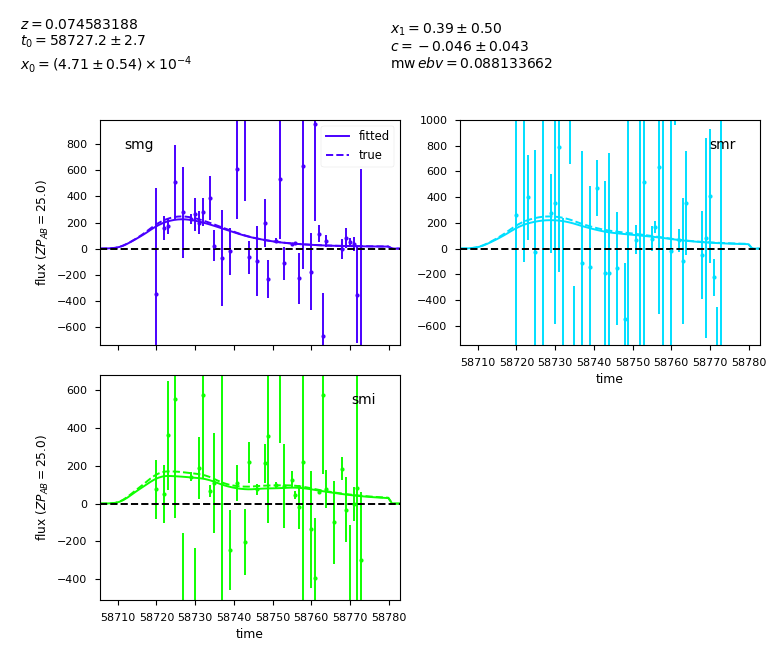 z = 0.074583188
t₀ = 58727.2 ± 2.7
x₀ = (4.71 ± 0.54) × 10⁻⁴
x₁ = 0.39 ± 0.50
c = −0.046 ± 0.043
mwebv = 0.088133662
smg
fitted
true
800
600
400
200
0
−200
−400
−600
flux (ZP_AB = 25.0)
smr
1000
800
600
400
200
0
−200
−400
−600
58710 58720 58730 58740 58750 58760 58770 58780
time
smi
600
400
200
0
−200
−400
flux (ZP_AB = 25.0)
58710 58720 58730 58740 58750 58760 58770 58780
time